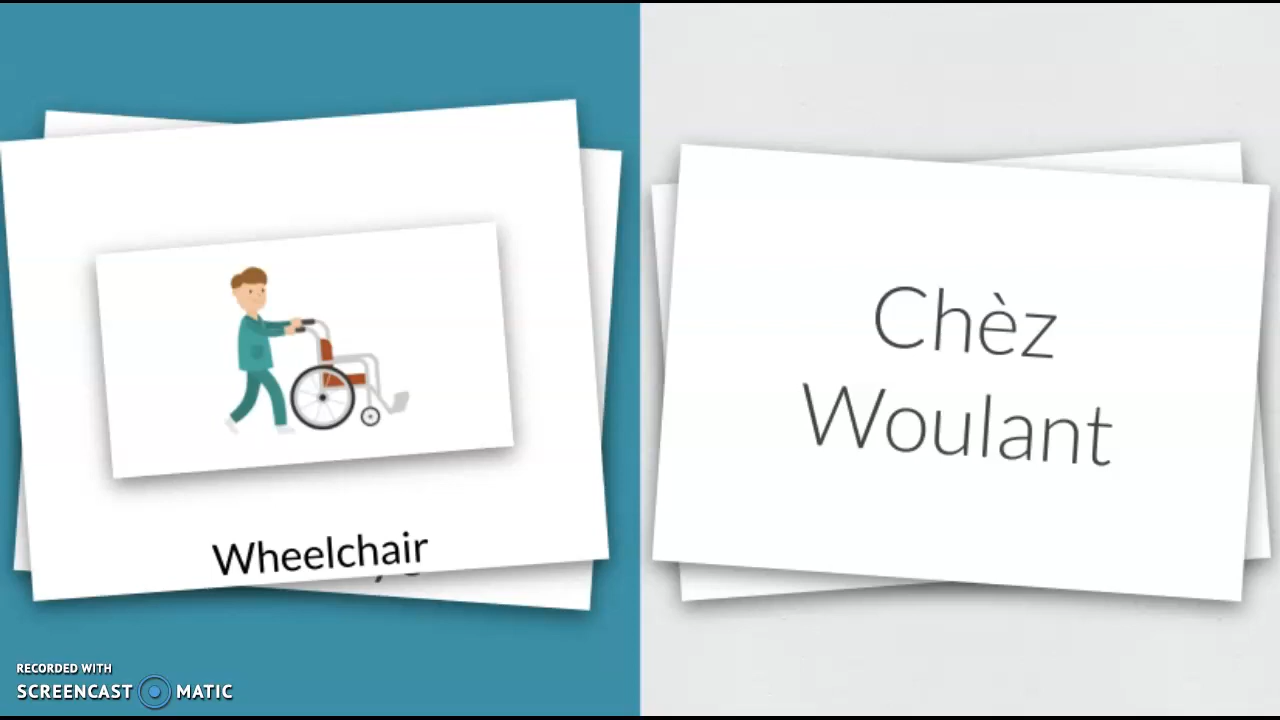 Wheelchair
Chèz
Woulant
RECORDED WITH
SCREENCAST MATIC